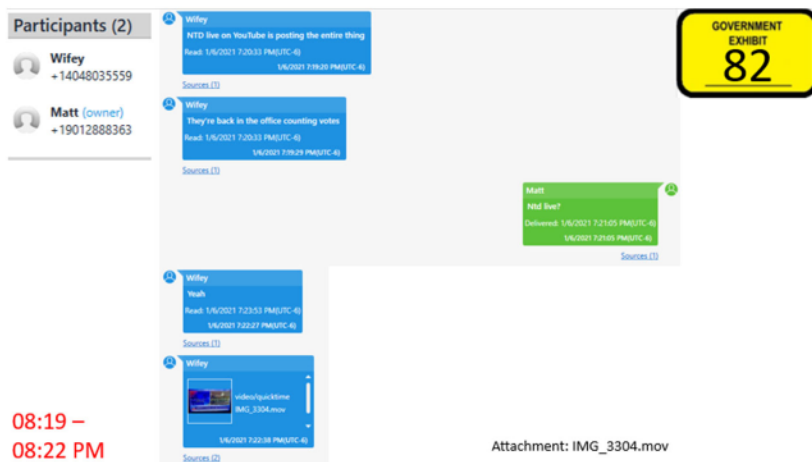 Participants (2)
Wifey
+14048035559
Matt (owner)
+19012888363
Wifey
NTD live on YouTube is posting the entire thing
Read: 1/6/2021 7:20:33 PM(UTC-6)
1/6/2021 7:19:20 PM(UTC-6)
Sources (1)
Wifey
They're back in the office counting votes
Read: 1/6/2021 7:20:33 PM(UTC-6)
1/6/2021 7:19:29 PM(UTC-6)
Sources (1)
Matt
Ntd live?
Delivered: 1/6/2021 7:21:05 PM(UTC-6)
1/6/2021 7:21:05 PM(UTC-6)
Sources (1)
Wifey
Yeah
Read: 1/6/2021 7:23:53 PM(UTC-6)
1/6/2021 7:22:27 PM(UTC-6)
Sources (1)
Wifey
video/quicktime
IMG_3304.mov
1/6/2021 7:22:38 PM(UTC-6)
Sources (2)
GOVERNMENT
EXHIBIT
82
08:19 –
08:22 PM
Attachment: IMG_3304.mov